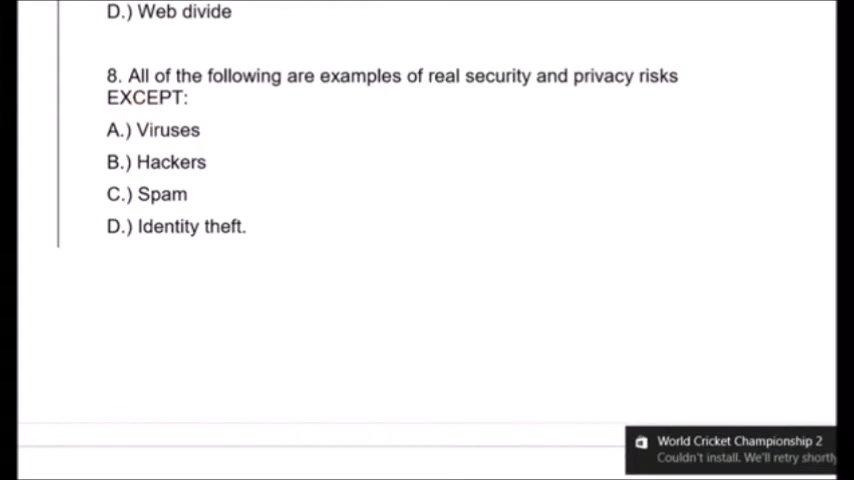 D.) Web divide
8. All of the following are examples of real security and privacy risks
EXCEPT:
A.) Viruses
B.) Hackers
C.) Spam
D.) Identity theft.
World Cricket Championship 2
Couldn't install. We'll retry shortly